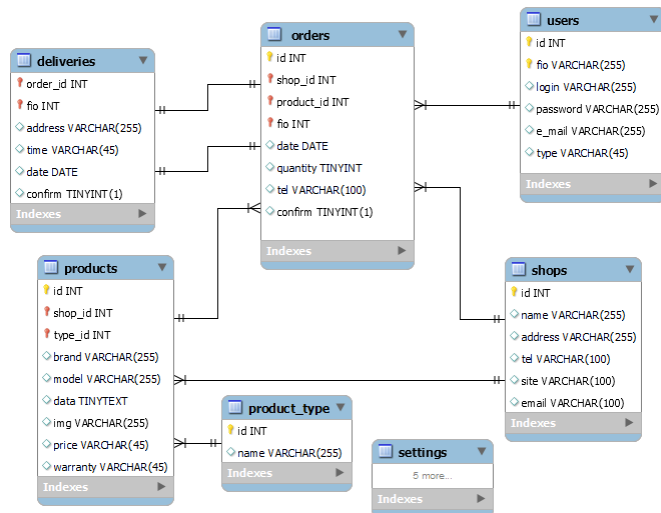 deliveries
order_id INT
fio INT
address VARCHAR(255)
time VARCHAR(45)
date DATE
confirm TINYINT(1)
Indexes
orders
id INT
shop_id INT
product_id INT
fio INT
date DATE
quantity TINYINT
tel VARCHAR(100)
confirm TINYINT(1)
Indexes
users
id INT
fio VARCHAR(255)
login VARCHAR(255)
password VARCHAR(255)
e_mail VARCHAR(255)
type VARCHAR(45)
Indexes
products
id INT
shop_id INT
type_id INT
brand VARCHAR(255)
model VARCHAR(255)
data TINYTEXT
img VARCHAR(255)
price VARCHAR(45)
warranty VARCHAR(45)
Indexes
product_type
id INT
name VARCHAR(255)
Indexes
settings
5 more...
Indexes
shops
id INT
name VARCHAR(255)
address VARCHAR(255)
tel VARCHAR(100)
site VARCHAR(100)
email VARCHAR(100)
Indexes